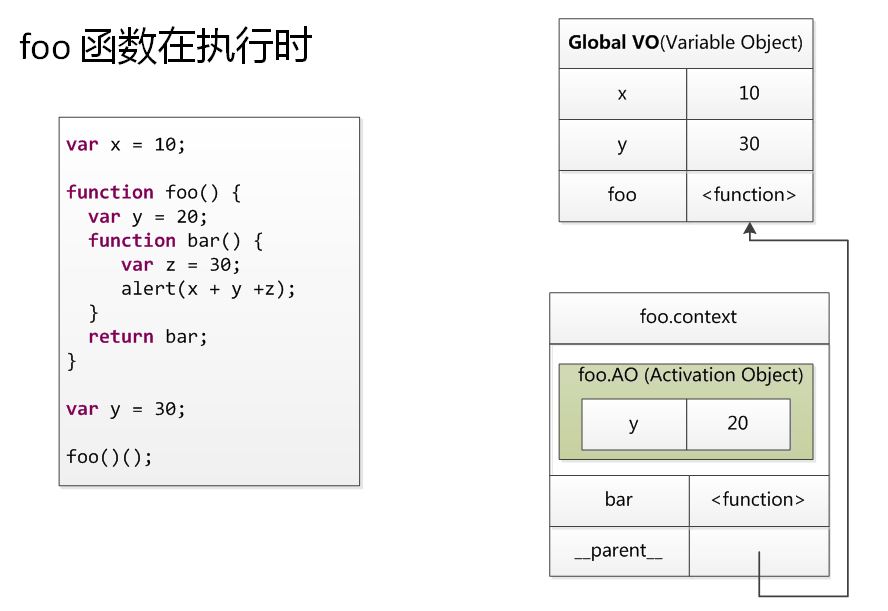 foo 函数在执行时
var x = 10;
function foo() {
var y = 20;
function bar() {
var z = 30;
alert(x + y +z);
}
return bar;
}
var y = 30;
foo()();
Global VO(Variable Object)
x 10
y 30
foo <function>
foo.context
foo.AO (Activation Object)
y 20
bar <function>
__parent__